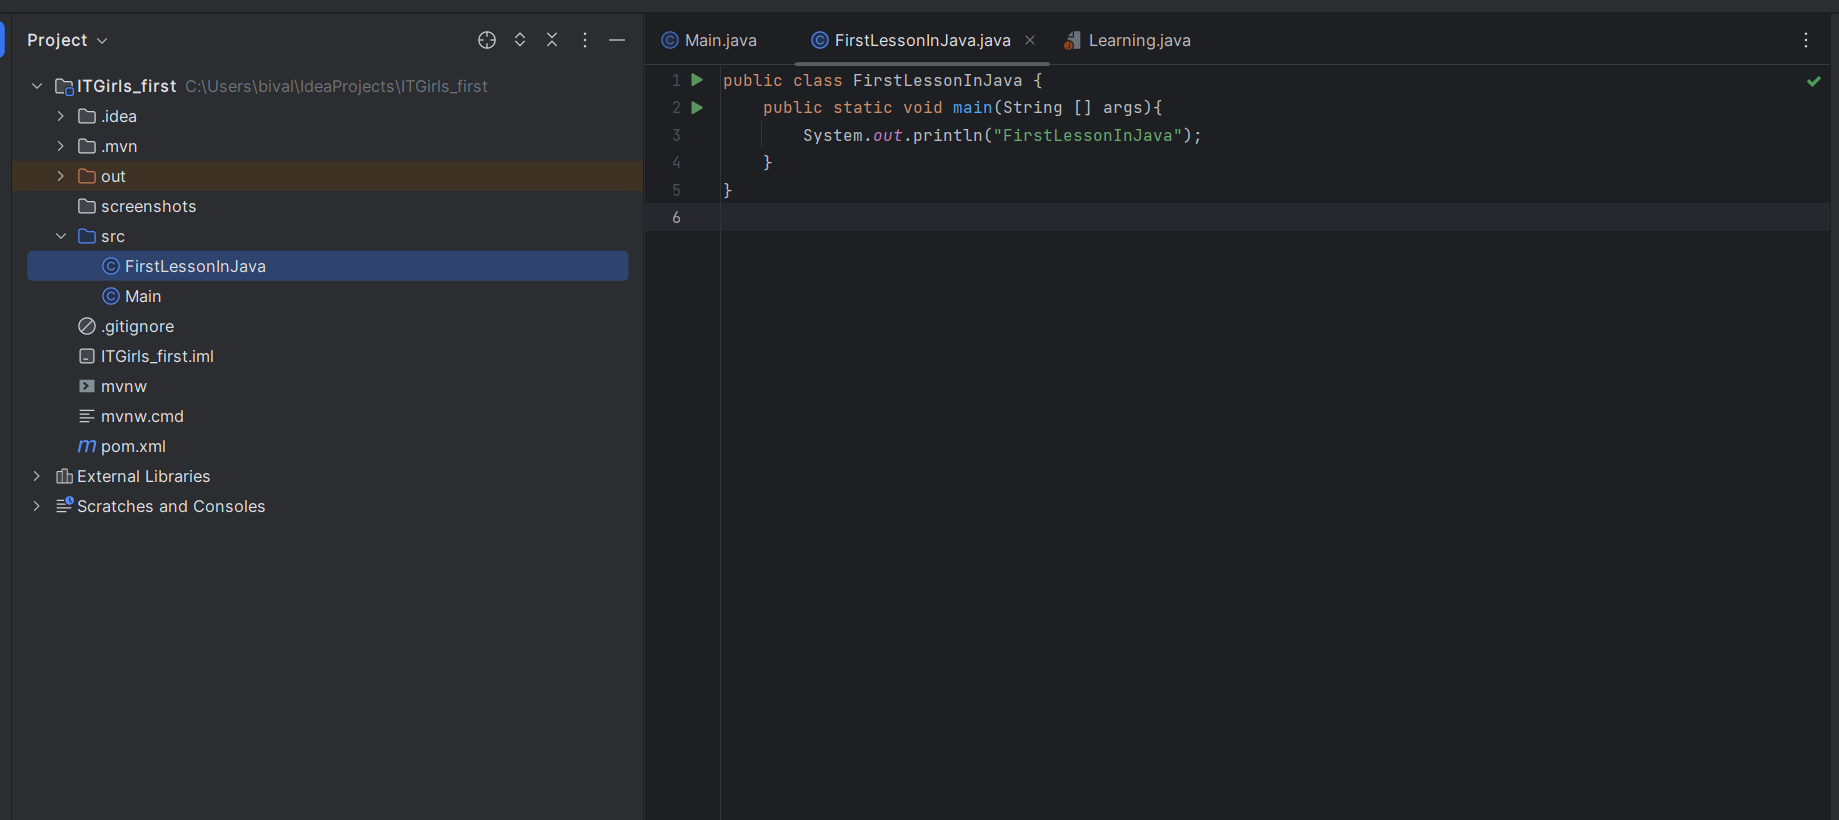 Project
ITGirls_first C:\Users\bival\IdeaProjects\ITGirls_first
.idea
.mvn
out
screenshots
src
FirstLessonInJava
Main
.gitignore
ITGirls_first.iml
mvnw
mvnw.cmd
pom.xml
External Libraries
Scratches and Consoles
Main.java FirstLessonInJava.java Learning.java
1 public class FirstLessonInJava {
2 public static void main(String [] args){
3 System.out.println("FirstLessonInJava");
4 }
5 }
6